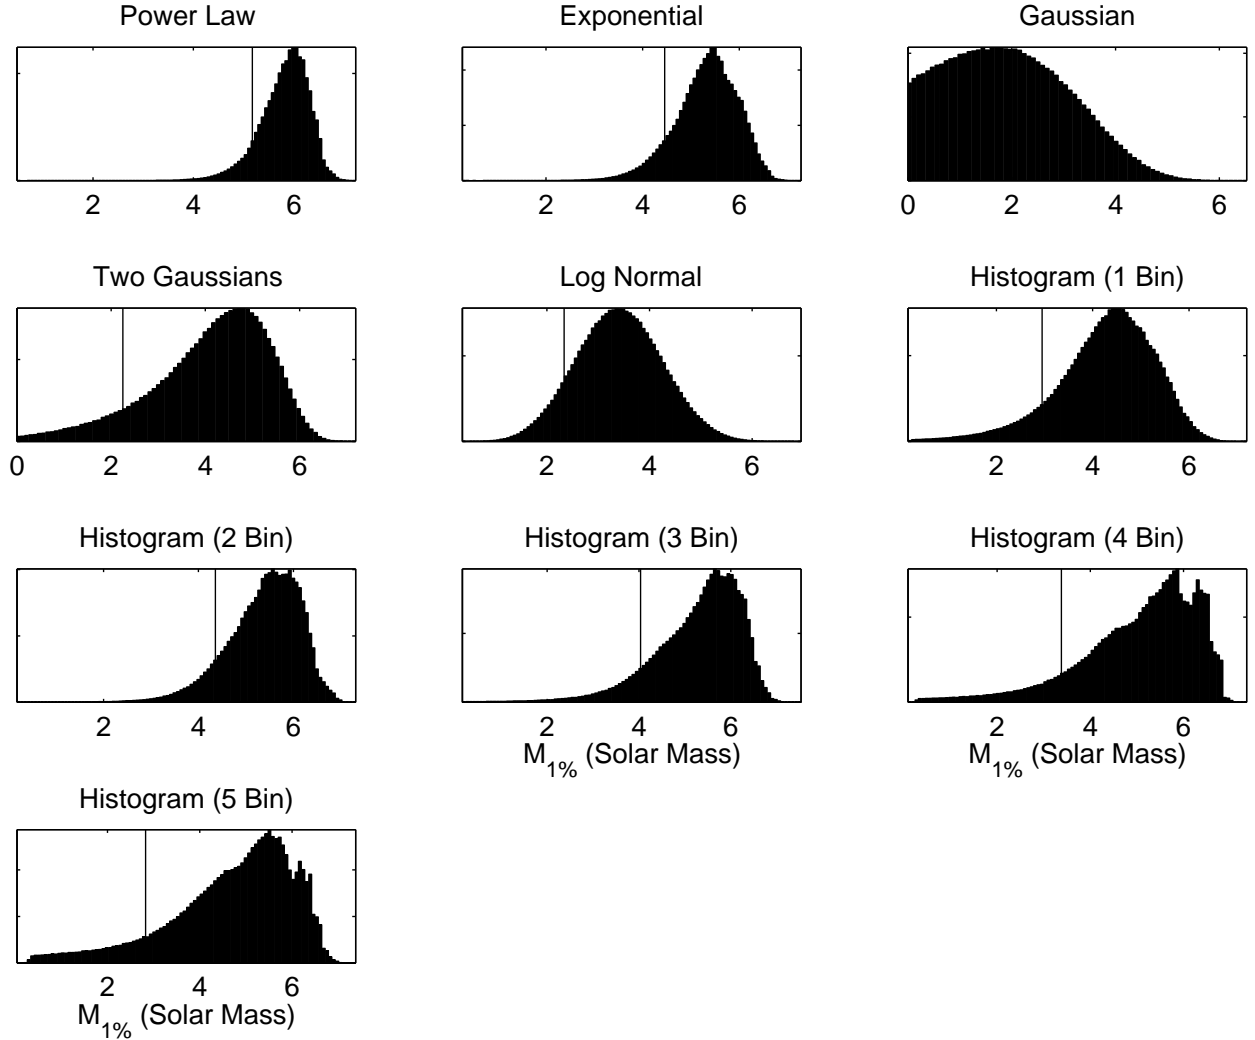 Power Law Exponential Gaussian
2 4 6 2 4 6 0 2 4 6
Two Gaussians Log Normal Histogram (1 Bin)
0 2 4 6 2 4 6 2 4 6
Histogram (2 Bin) Histogram (3 Bin) Histogram (4 Bin)
2 4 6 2 4 6 2 4 6
M1% (Solar Mass) M1% (Solar Mass)
Histogram (5 Bin)
2 4 6
M1% (Solar Mass)